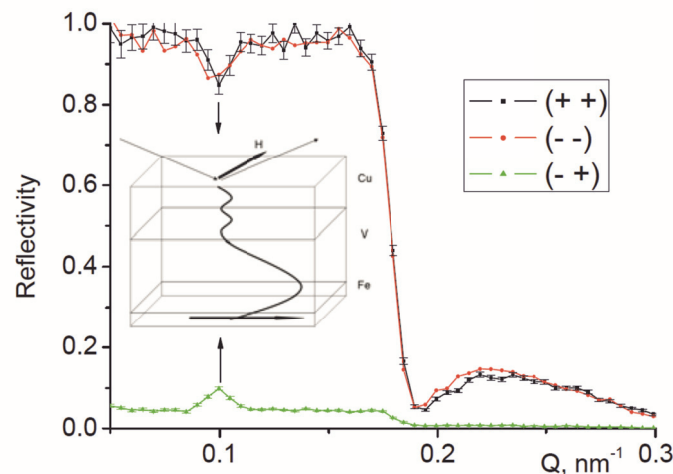 1.0
0.8
0.6
0.4
0.2
0.0
Reflectivity
(+ +)
(- -)
(- +)
H
Cu
V
Fe
0.1
0.2
0.3
Q, nm⁻¹